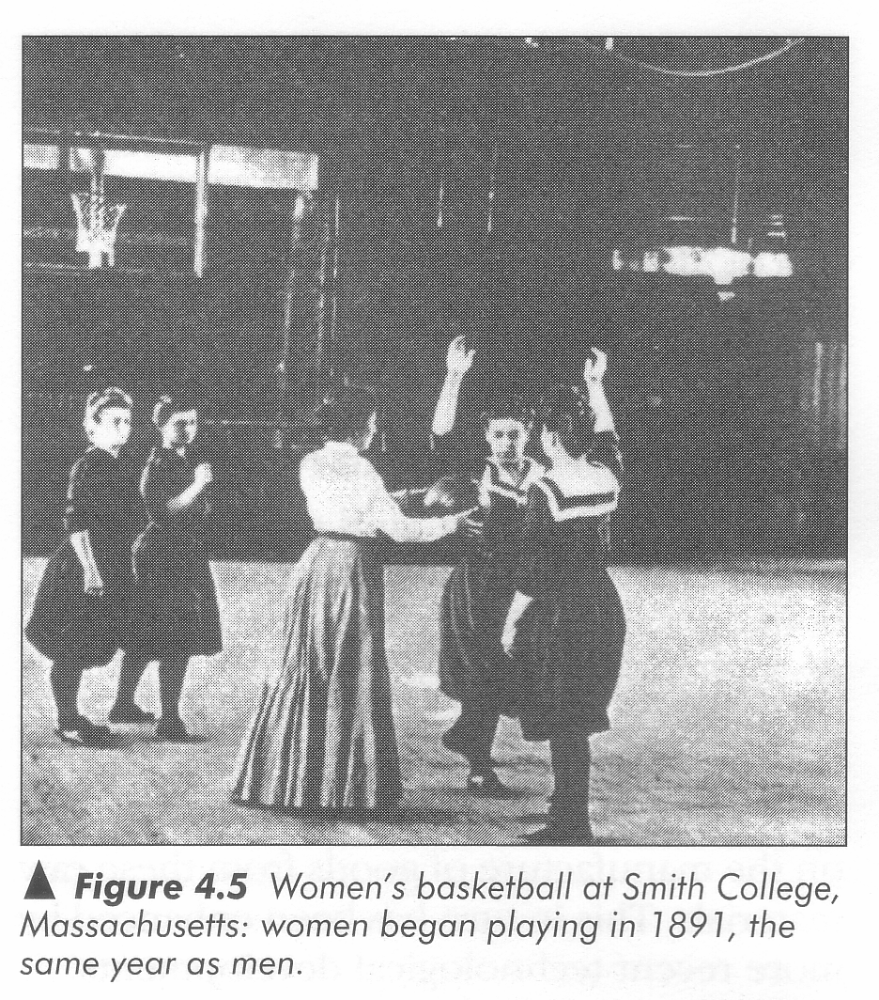 ▲ Figure 4.5 Women's basketball at Smith College,
Massachusetts: women began playing in 1891, the
same year as men.